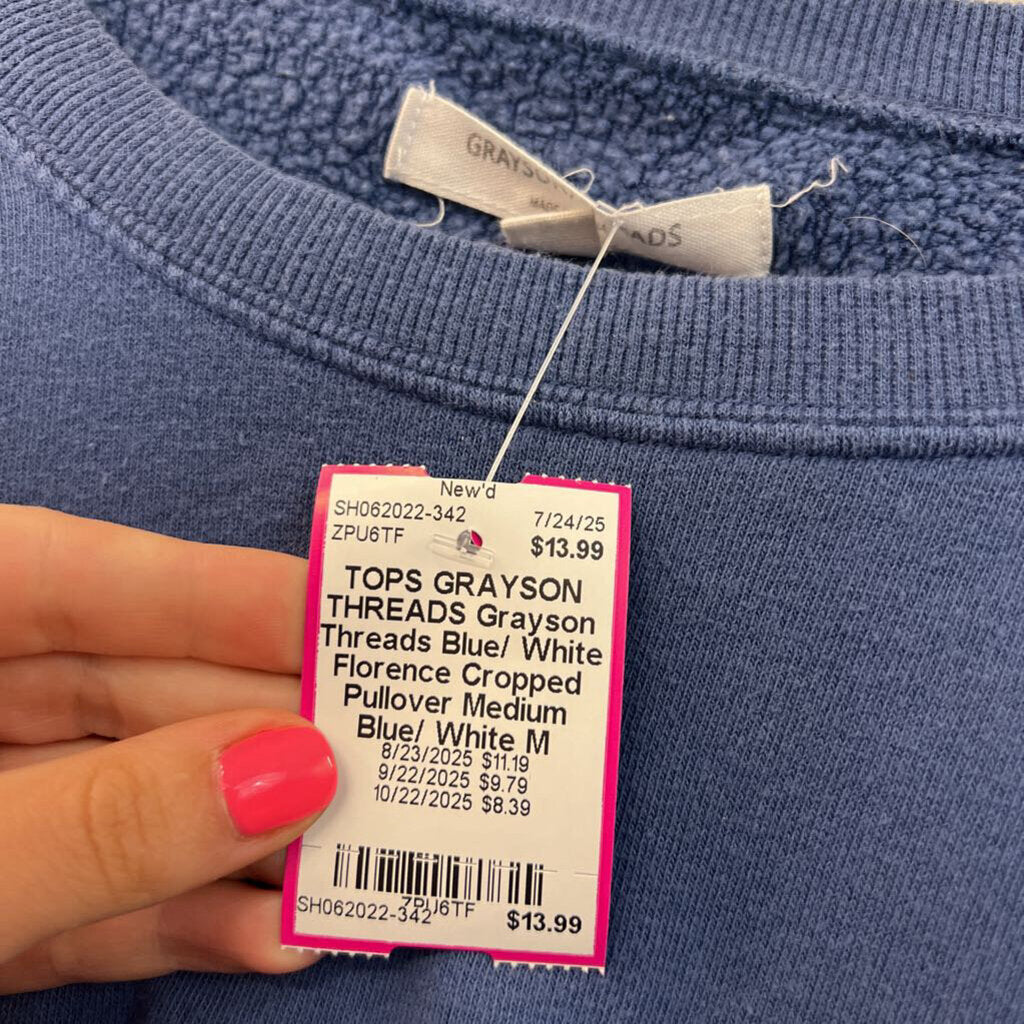 GRAYSON
MADE
EADS
New'd
SH062022-342
7/24/25
ZPU6TF
$13.99
TOPS GRAYSON
THREADS Grayson
Threads Blue/ White
Florence Cropped
Pullover Medium
Blue/ White M
8/23/2025 $11.19
9/22/2025 $9.79
10/22/2025 $8.39
ZPU6TF
SH062022-342
$13.99